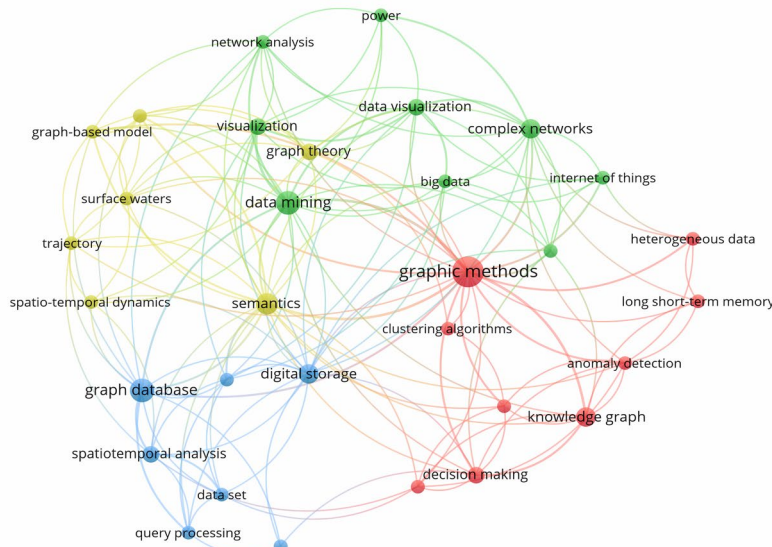 power
network analysis
data visualization
visualization
complex networks
graph-based model
graph theory
big data
internet of things
surface waters
data mining
heterogeneous data
trajectory
graphic methods
spatio-temporal dynamics
semantics
long short-term memory
clustering algorithms
anomaly detection
digital storage
graph database
knowledge graph
spatiotemporal analysis
decision making
data set
query processing